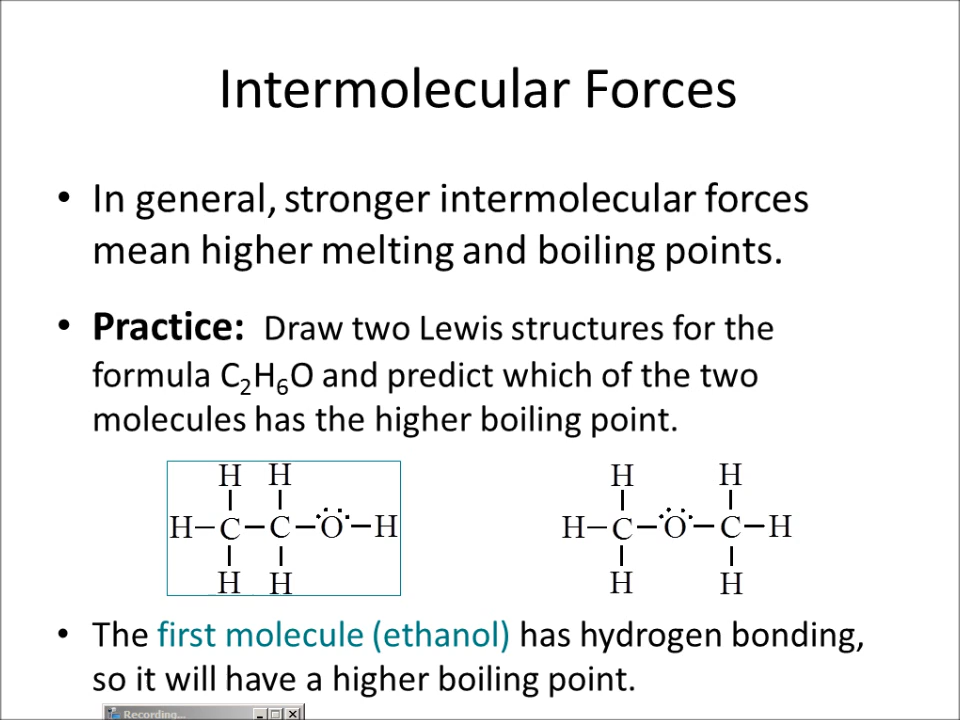 Intermolecular Forces
• In general, stronger intermolecular forces
mean higher melting and boiling points.
• Practice: Draw two Lewis structures for the
formula C₂H₆O and predict which of the two
molecules has the higher boiling point.
H H H H
H C C O H H C O C H
H H H H
• The first molecule (ethanol) has hydrogen bonding,
so it will have a higher boiling point.
Recording...